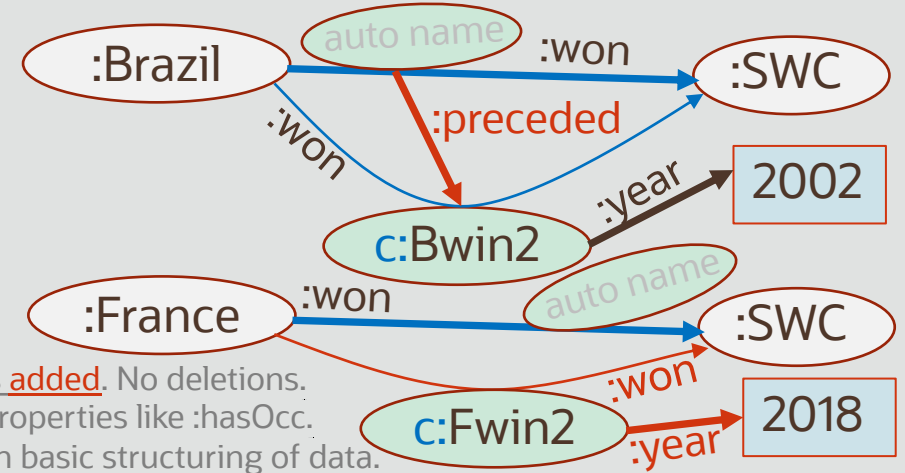 auto name
:Brazil
:won
:SWC
:won
:preceded
:year
2002
c:Bwin2
auto name
:France
:won
:SWC
added. No deletions.
:won
roperties like :hasOcc.
c:Fwin2
:year
2018
basic structuring of data.